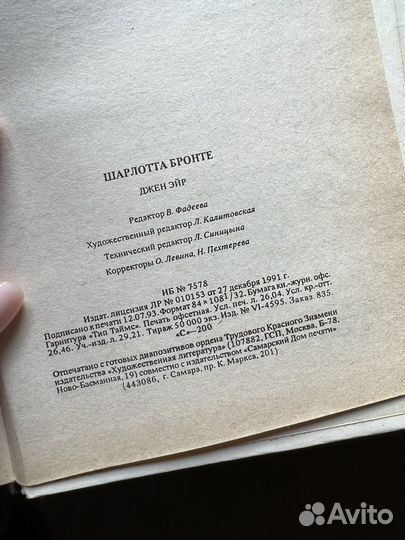 ШАРЛОТТА БРОНТЕ
ДЖЕН ЭЙР
Редактор В. Фадеева
Художественный редактор Л. Калитовская
Технический редактор Л. Синицына
Корректоры О. Левина, Н. Пехтерева
ИБ № 7578
Издат. лицензия ЛР № 010153 от 27 декабря 1991 г.
Подписано к печати 12.07.93. Формат 84×1081/32. Бумага кн.-журн. офс.
Гарнитура «Тип Таймс». Печать офсетная. Усл. печ. л. 26,04. Усл. кр.-отт.
26,46. Уч.-изд. л. 29,21. Тираж 50 000 экз. Изд. № VI-4595. Заказ 835.
«С»—200
Отпечатано с готовых диапозитивов ордена Трудового Красного Знамени
издательства «Художественная литература» (107882, ГСП, Москва, Б-78.
Ново-Басманная, 19) совместно с издательством «Самарский Дом печати»
(443086, г. Самара, пр. К. Маркса, 201)
Avito